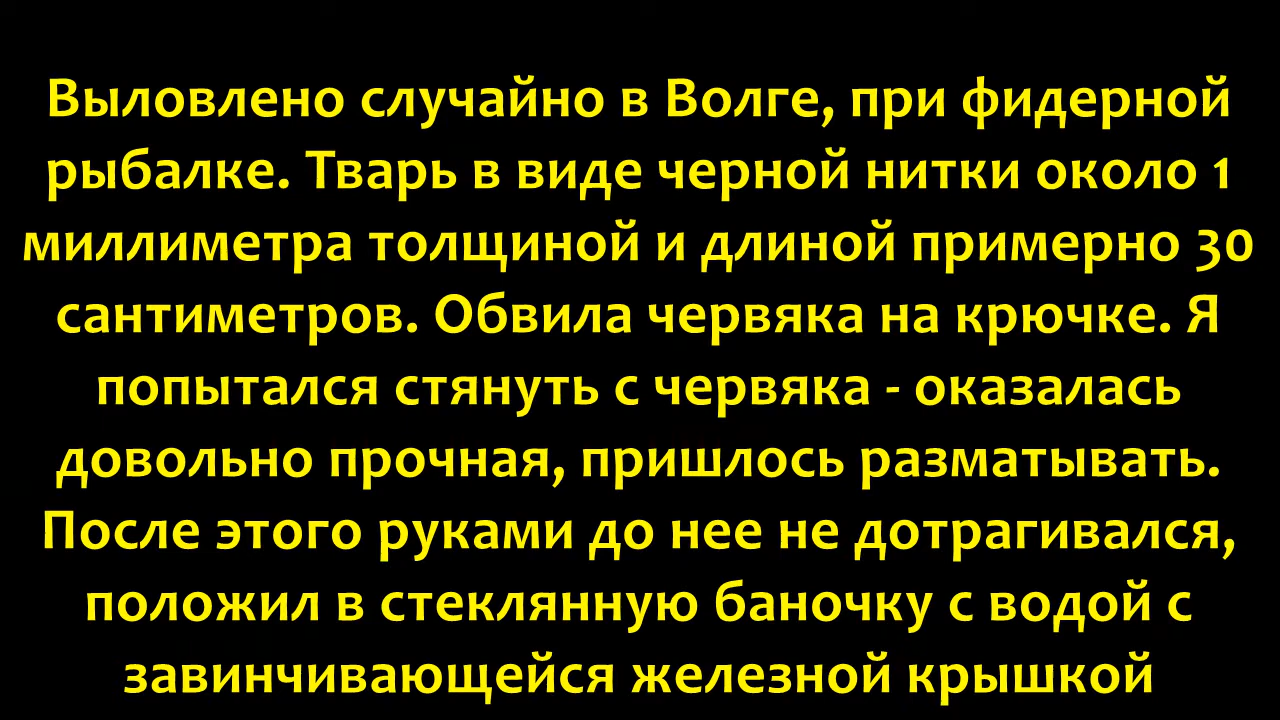 Выловлено случайно в Волге, при фидерной
рыбалке. Тварь в виде черной нитки около 1
миллиметра толщиной и длиной примерно 30
сантиметров. Обвила червяка на крючке. Я
попытался стянуть с червяка - оказалась
довольно прочная, пришлось разматывать.
После этого руками до нее не дотрагивался,
положил в стеклянную баночку с водой с
завинчивающейся железной крышкой